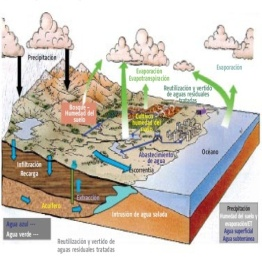 Precipitación
Evaporación
Evapotranspiración
Evaporación
Reutilización y vertido
de aguas residuales
tratadas
Bosques -
Humedad del
suelo
Cultivos
humedad del
suelo
Abastecimiento
de agua
Océano
Infiltración
Recarga
Escorrentía
Extracción
Acuífero
Intrusión de agua salada
Precipitación
Humedad del suelo y
evaporación/ET
Agua superficial
Agua subterránea
Agua azul ---
Agua verde ---
Reutilización y vertido de
aguas residuales tratadas